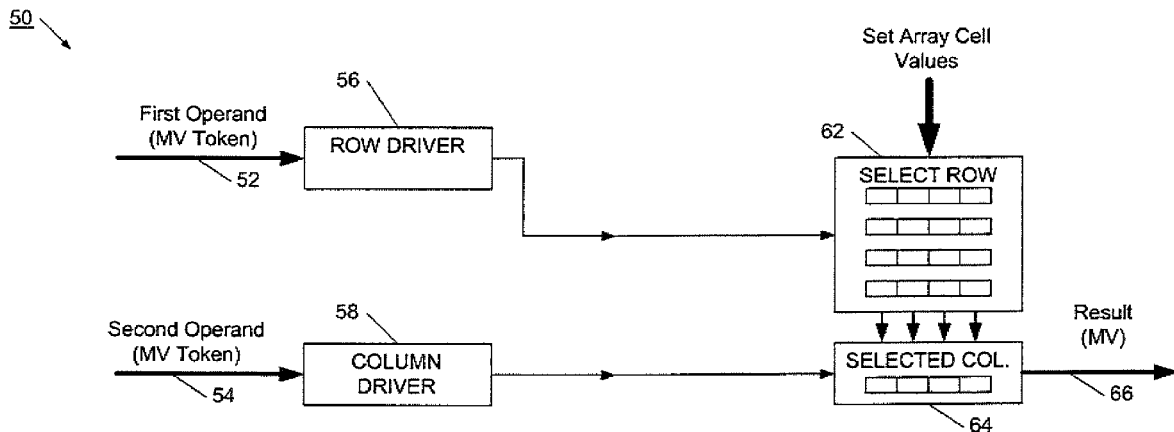 50
Set Array Cell
Values
56
First Operand
(MV Token)
ROW DRIVER
52
62
SELECT ROW
58
Second Operand
(MV Token)
COLUMN
DRIVER
54
SELECTED COL.
64
Result
(MV)
66